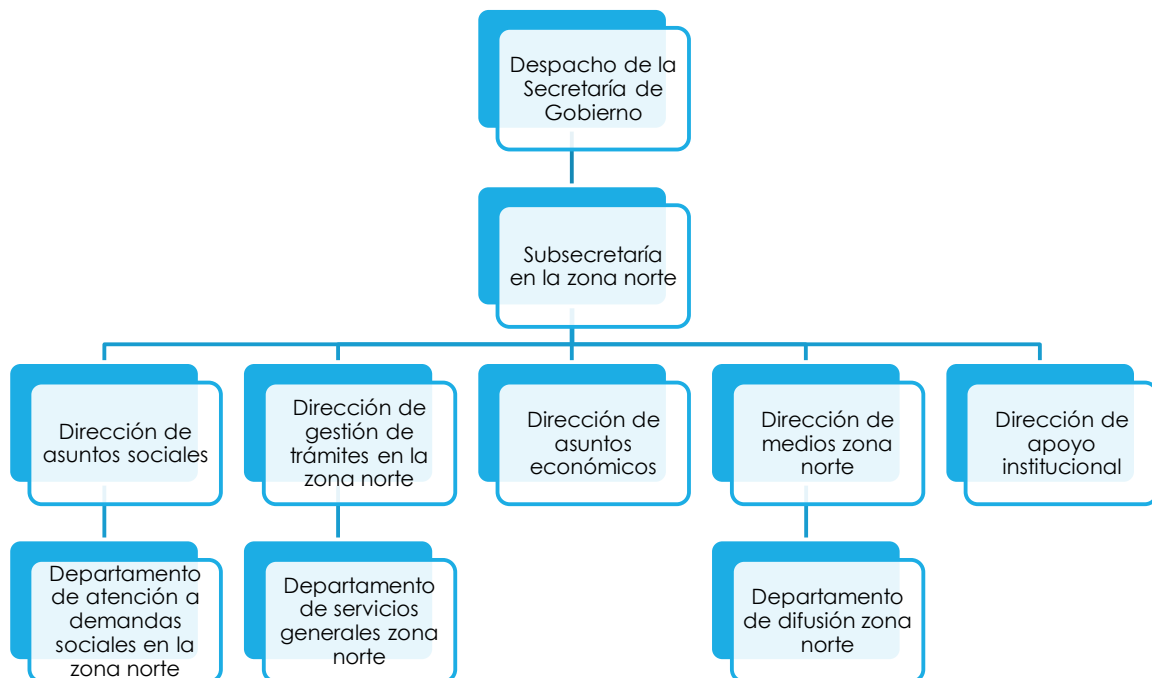 Despacho de la
Secretaría de
Gobierno
Subsecretaría
en la zona norte
Dirección de
asuntos sociales
Dirección de
gestión de
trámites en la
zona norte
Dirección de
asuntos
económicos
Dirección de
medios zona
norte
Dirección de
apoyo
institucional
Departamento
de atención a
demandas
sociales en la
zona norte
Departamento
de servicios
generales zona
norte
Departamento
de difusión zona
norte